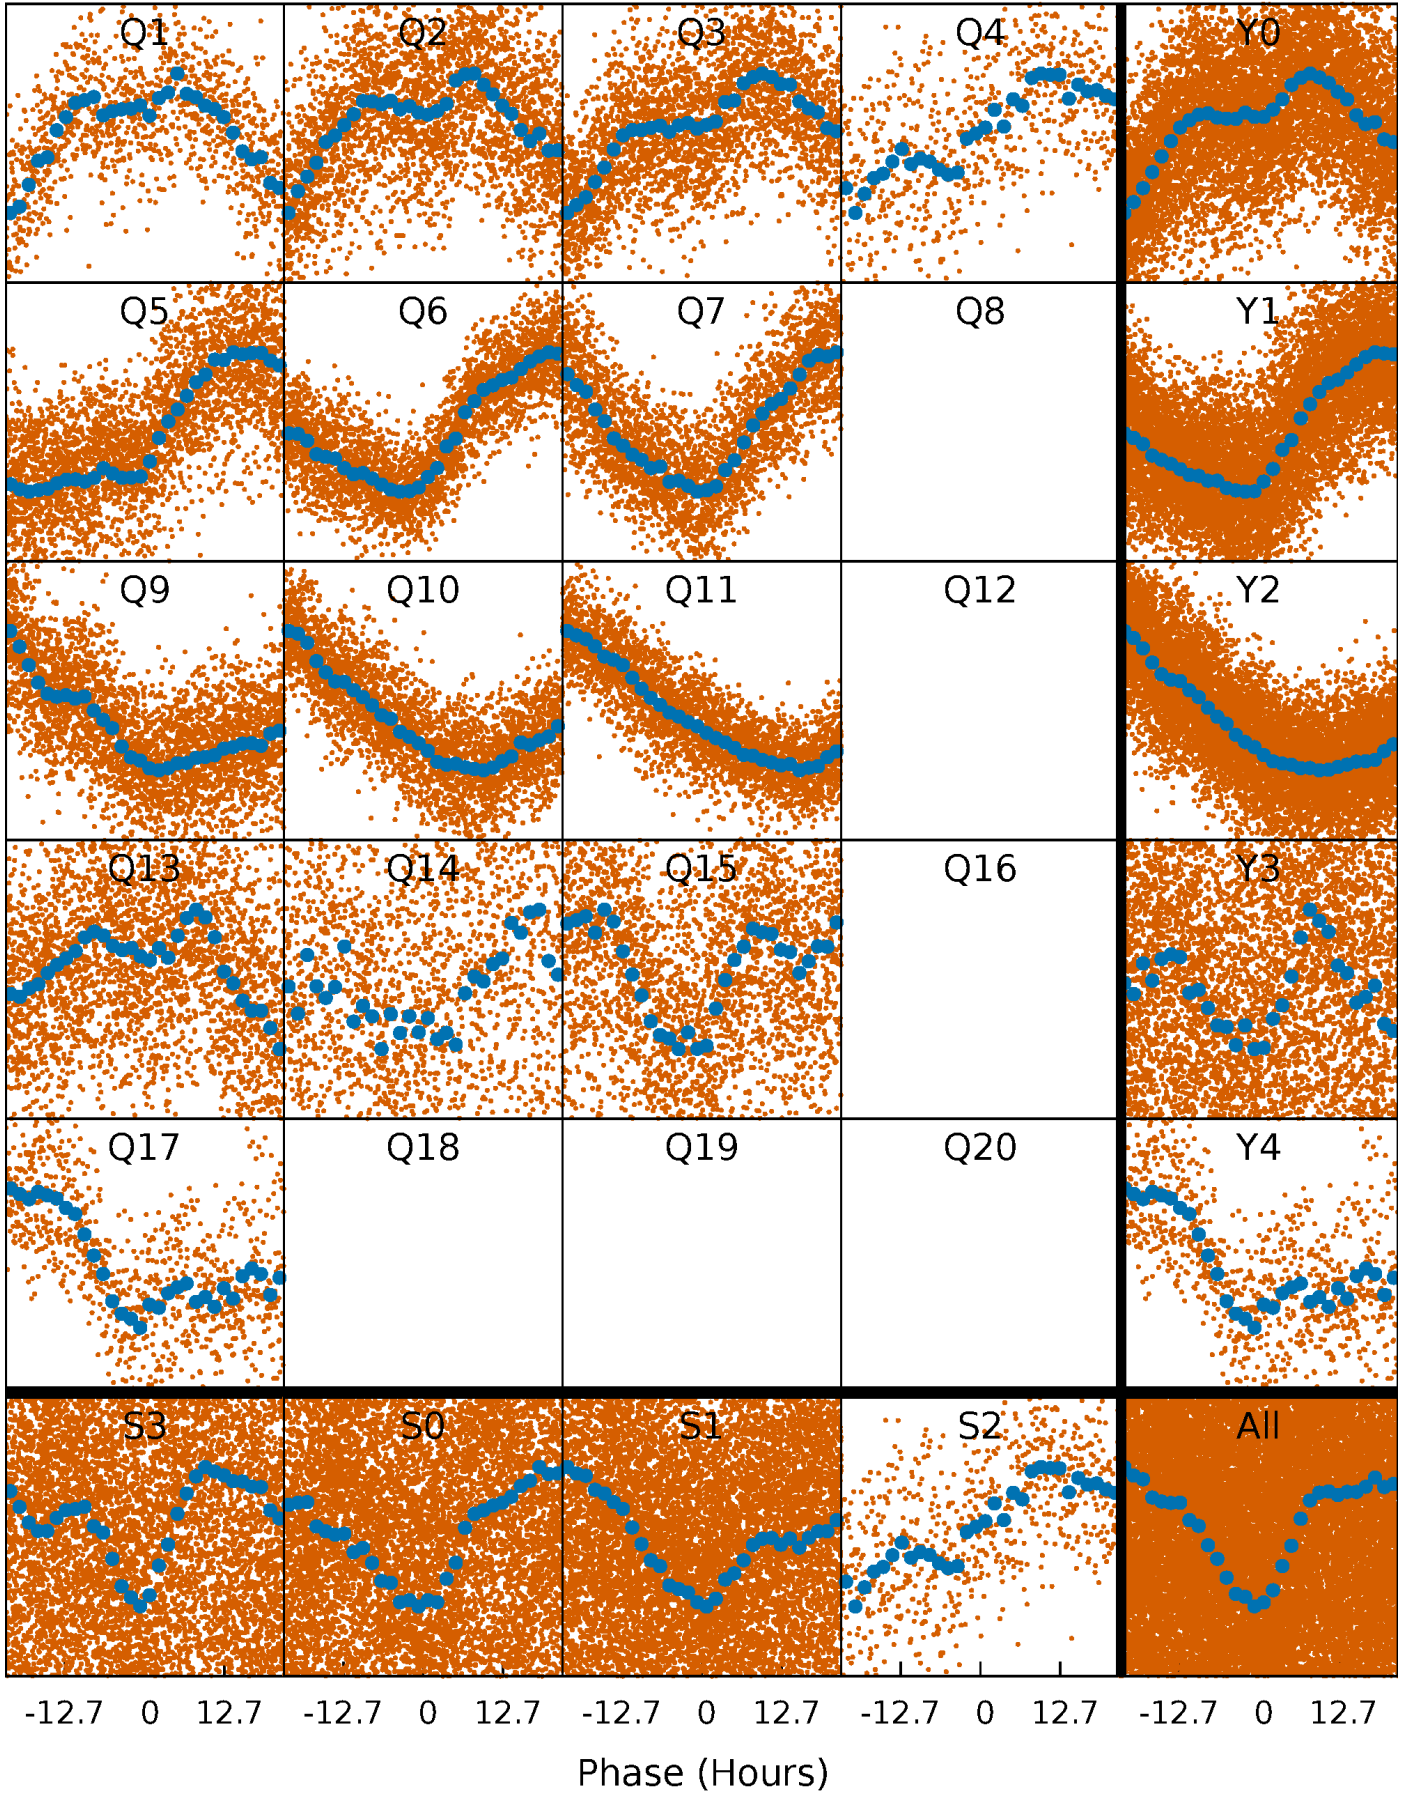 Q1 Q2 Q3 Q4 Y0
Q5 Q6 Q7 Q8 Y1
Q9 Q10 Q11 Q12 Y2
Q13 Q14 Q15 Q16 Y3
Q17 Q18 Q19 Q20 Y4
S3 S0 S1 S2 All
-12.7 0 12.7 -12.7 0 12.7 -12.7 0 12.7 -12.7 0 12.7 -12.7 0 12.7
Phase (Hours)